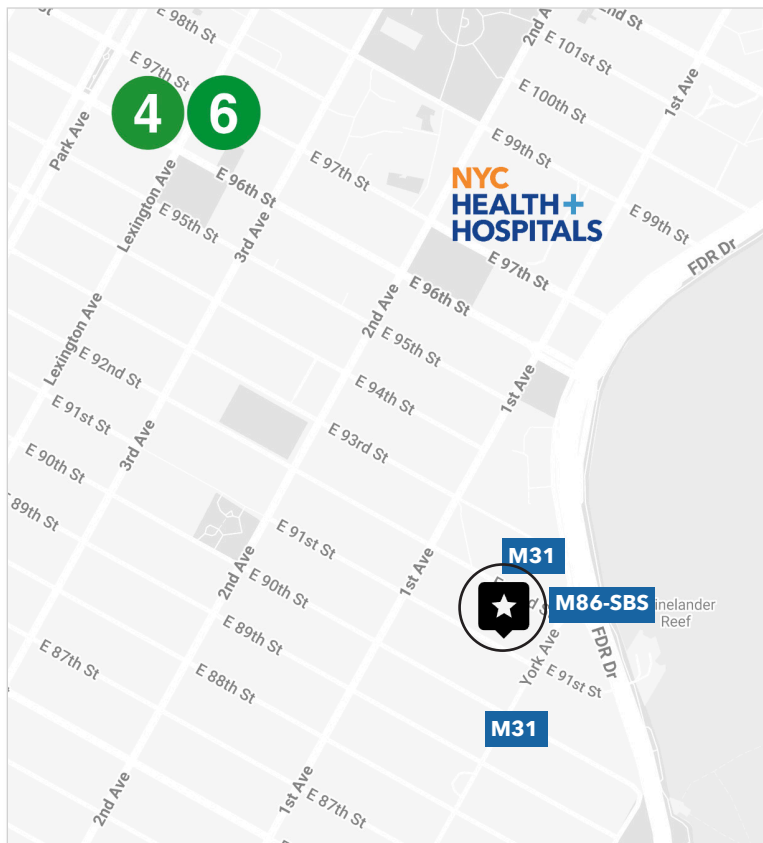 E 98th St
2nd A
nd St
E 101st St
E 97th St
1st Ave
E 100th St
4
6
E 99th St
Park Ave
E 97th St
NYC
HEALTH+
HOSPITALS
E 96th St
Lexington Ave
E 95th St
3rd Ave
E 99th St
FDR Dr
E 97th St
E 96th St
2nd Ave
E 95th St
Lexington Ave
E 92nd St
E 94th St
1st Ave
E 91st St
3rd Ave
E 93rd St
E 90th St
89th St
E 91st St
M31
1st Ave
2nd Ave
E 90th St
M86-SBS
inelander
Reef
E 89th St
FDR Dr
York Ave
E 87th St
E 88th St
E 91st St
M31
2nd Ave
1st Ave
E 87th St